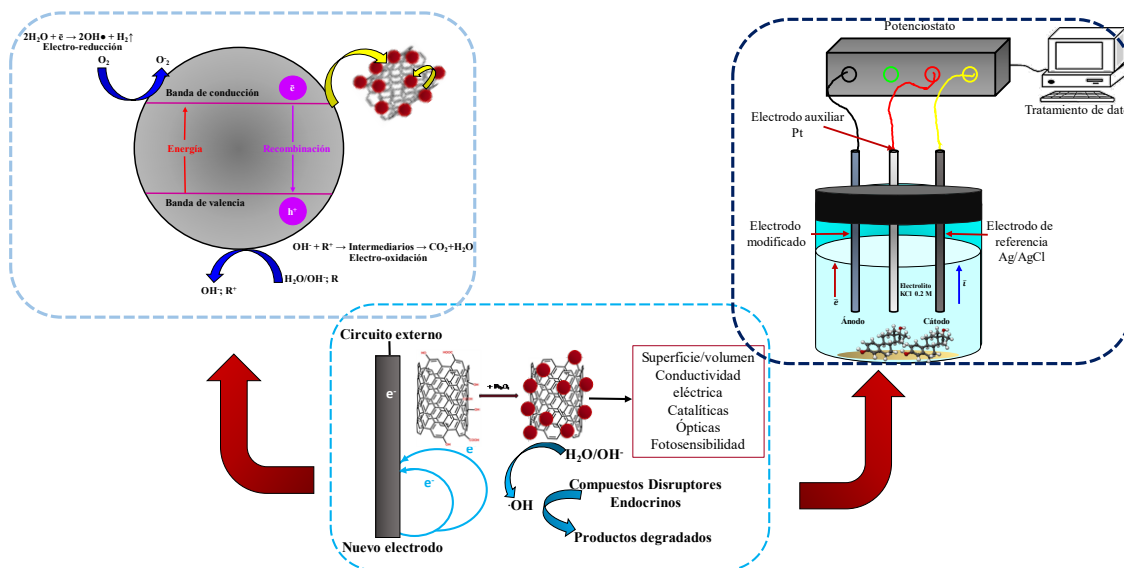 2H₂O + ē → 2OH● + H₂↑
Electro-reducción
O₂
O⁻₂
Banda de conducción
ē
Energía
Recombinación
Banda de valencia
h⁺
OH⁻ + R⁺ → Intermediarios → CO₂+H₂O
Electro-oxidación
OH⁻; R⁺
H₂O/OH⁻; R
Potenciostato
Tratamiento de dato
Electrodo auxiliar
Pt
Electrodo
modificado
Electrodo de
referencia
Ag/AgCl
ē
Electrolito
KCl 0.2 M
i
Ánodo
Cátodo
Circuito externo
e⁻
e
e⁻
Nuevo electrodo
Superficie/volumen
Conductividad
eléctrica
Catalíticas
Ópticas
Fotosensibilidad
H₂O/OH⁻
·OH
Compuestos Disruptores
Endocrinos
Productos degradados